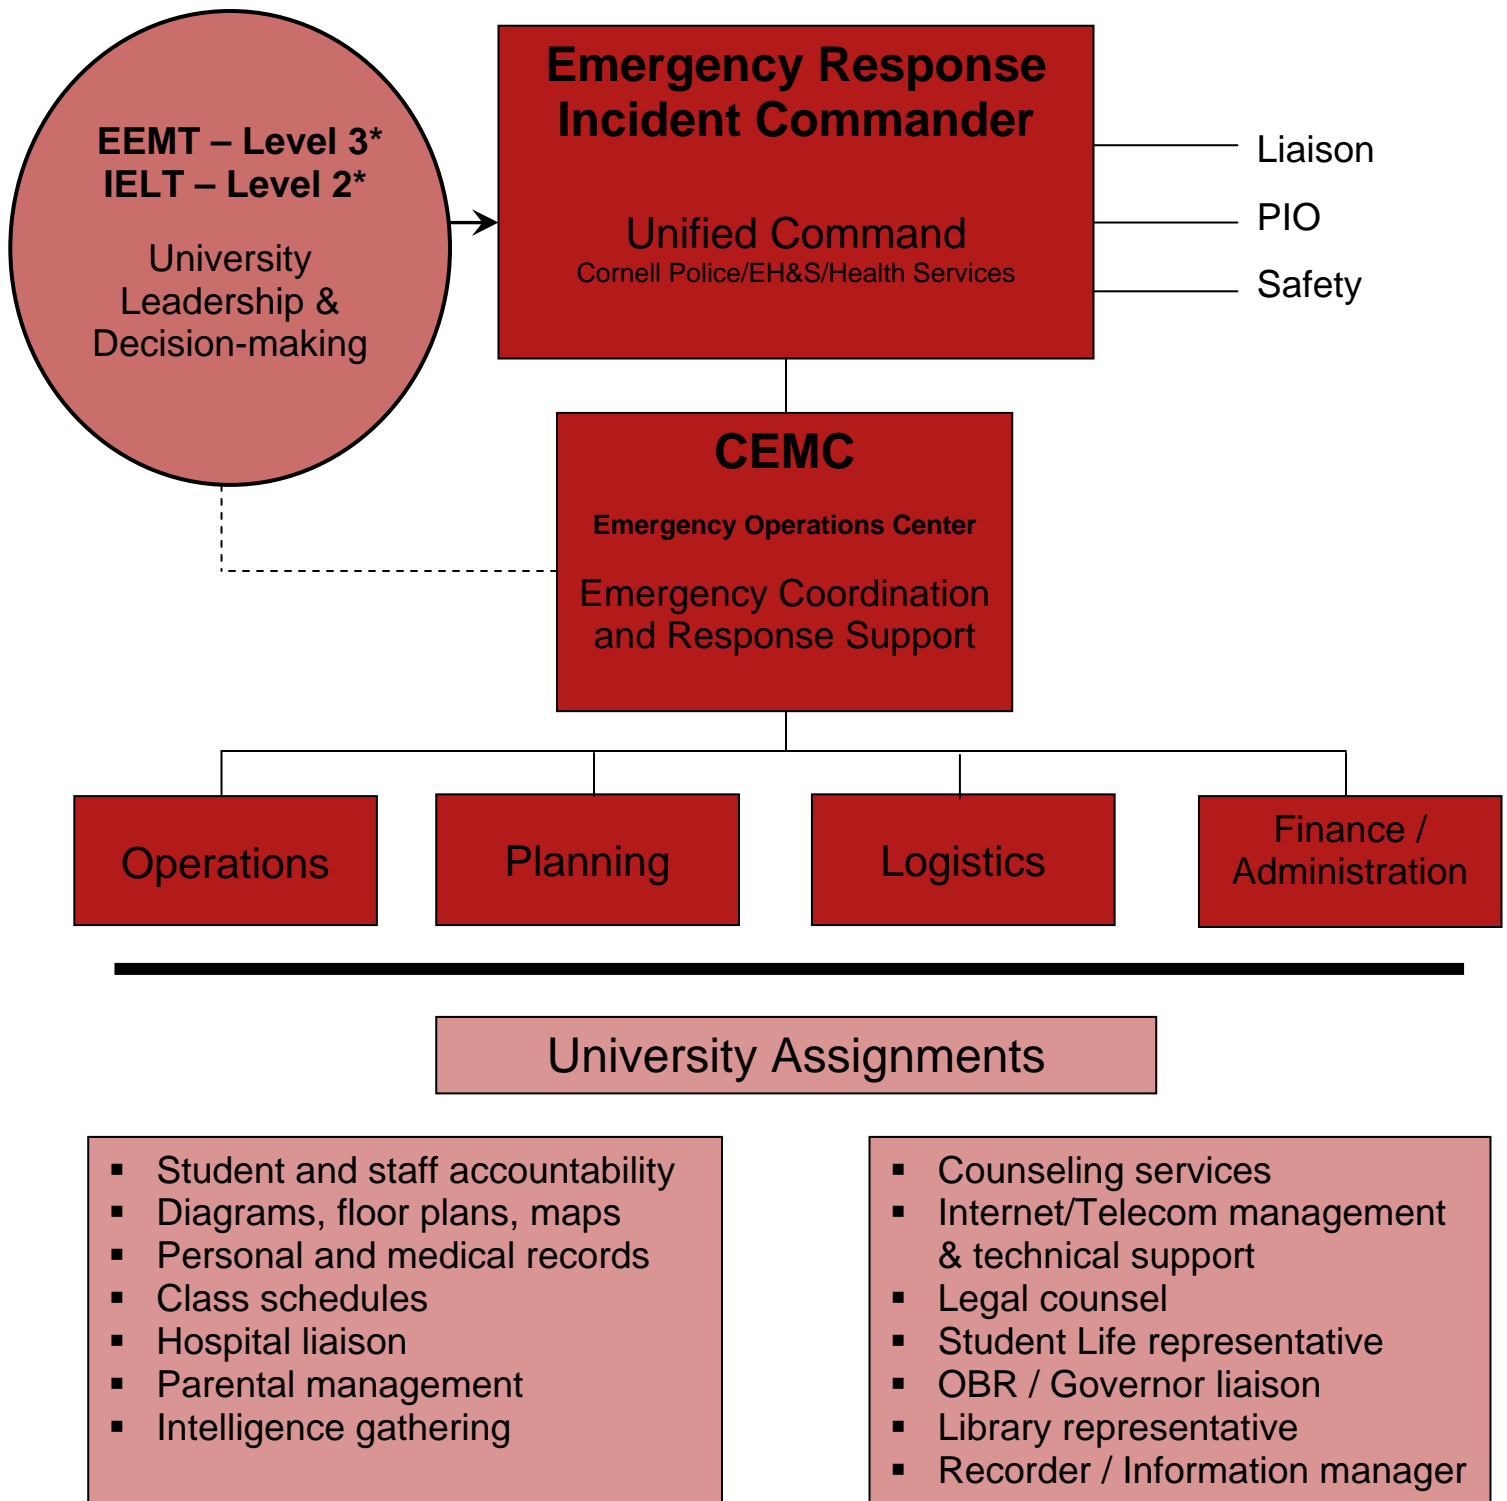 EEMT – Level 3*
IELT – Level 2*
University
Leadership &
Decision-making
Emergency Response
Incident Commander
Unified Command
Cornell Police/EH&S/Health Services
Liaison
PIO
Safety
CEMC
Emergency Operations Center
Emergency Coordination
and Response Support
Operations
Planning
Logistics
Finance /
Administration
University Assignments
▪ Student and staff accountability
▪ Diagrams, floor plans, maps
▪ Personal and medical records
▪ Class schedules
▪ Hospital liaison
▪ Parental management
▪ Intelligence gathering
▪ Counseling services
▪ Internet/Telecom management
& technical support
▪ Legal counsel
▪ Student Life representative
▪ OBR / Governor liaison
▪ Library representative
▪ Recorder / Information manager